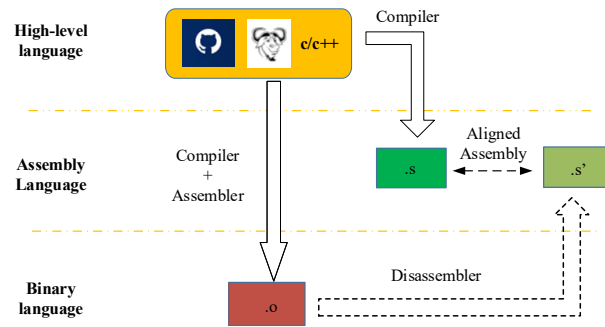 High-level
language
c/c++
Compiler
Assembly
Language
Compiler
+
Assembler
.s
Aligned
Assembly
.s'
Binary
language
.o
Disassembler